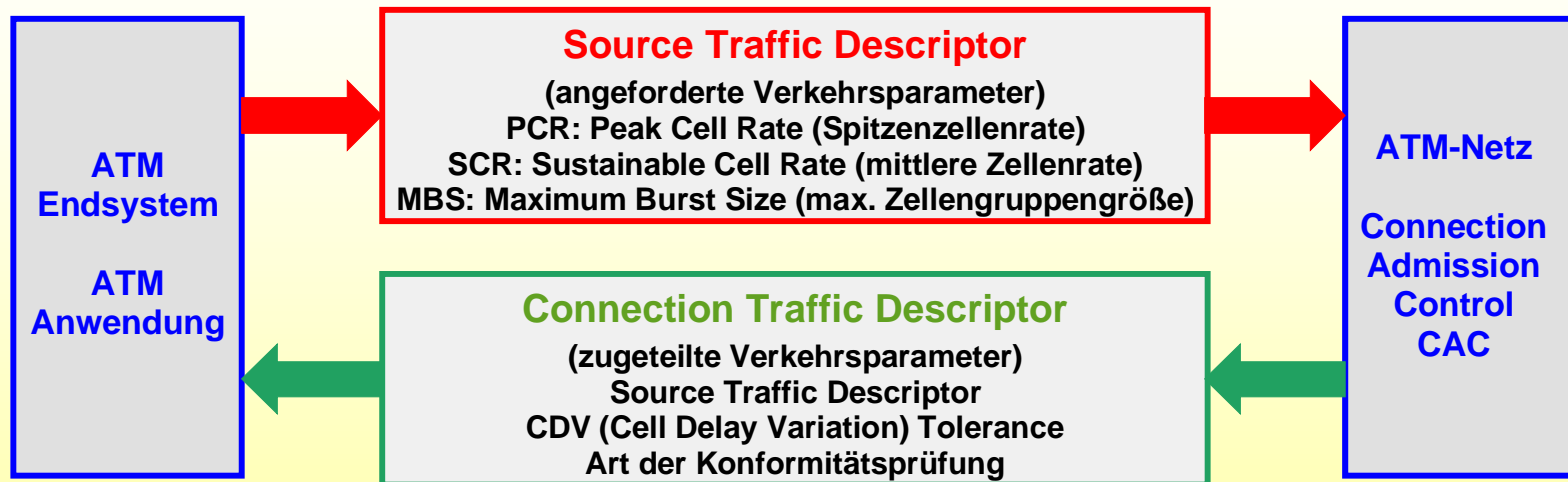 ATM
Endsystem
ATM
Anwendung
Source Traffic Descriptor
(angeforderte Verkehrsparameter)
PCR: Peak Cell Rate (Spitzenzellenrate)
SCR: Sustainable Cell Rate (mittlere Zellenrate)
MBS: Maximum Burst Size (max. Zellengruppengröße)
Connection Traffic Descriptor
(zugeteilte Verkehrsparameter)
Source Traffic Descriptor
CDV (Cell Delay Variation) Tolerance
Art der Konformitätsprüfung
ATM-Netz
Connection
Admission
Control
CAC